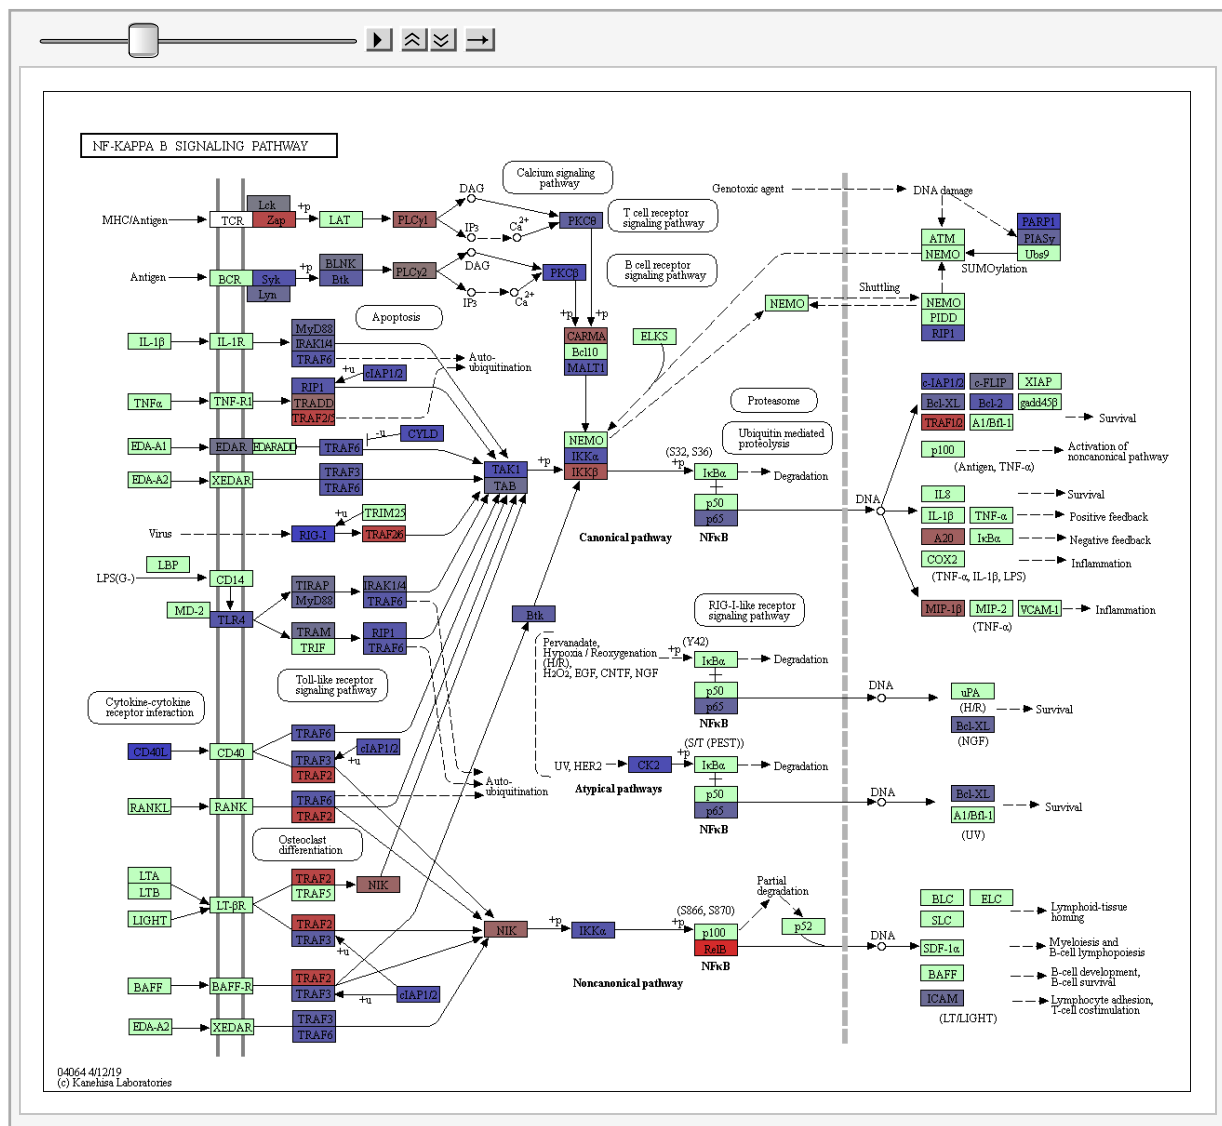 NF-KAPPA B SIGNALING PATHWAY
Calcium signaling
pathway
T cell receptor
signaling pathway
B cell receptor
signaling pathway
MHC/Antigen
TCR
Lck
Zap
+p
LAT
PLCγ1
DAG
IP3
Ca2+
PKCθ
Genotoxic agent
DNA damage
ATM
NEMO
PARP1
PIASy
Ubs9
SUMOylation
Antigen
BCR
Syk
Lyn
+p
BLNK
Btk
PLCγ2
DAG
IP3
Ca2+
PKCβ
+p
+p
Apoptosis
CARMA
Bcl10
MALT1
ELKS
NEMO
Shuttling
NEMO
PIDD
RIP1
IL-1β
IL-1R
MyD88
IRAK1/4
TRAF6
Auto-
ubiquitination
TNFα
TNF-R1
RIP1
TRADD
TRAF2/5
+u
cIAP1/2
EDA-A1
EDAR
EDARADD
TRAF6
-u
CYLD
EDA-A2
XEDAR
TRAF3
TRAF6
TAK1
TAB
+p
NEMO
IKKα
IKKβ
Proteasome
Ubiquitin mediated
proteolysis
(S32, S36)
+p
IκBα
Degradation
p50
p65
NFκB
Canonical pathway
DNA
c-IAP1/2
c-FLIP
XIAP
Bcl-XL
Bcl-2
gadd45β
TRAF1/2
A1/Bfl-1
Survival
p100
Activation of
noncanonical pathway
(Antigen, TNF-α)
IL8
Survival
IL-1β
TNF-α
Positive feedback
A20
IκBα
Negative feedback
COX2
Inflammation
(TNF-α, IL-1β, LPS)
MIP-1β
MIP-2
VCAM-1
Inflammation
(TNF-α)
Virus
RIG-I
+u
TRIM25
TRAF2/6
LPS(G-)
LBP
CD14
MD-2
TLR4
TIRAP
MyD88
IRAK1/4
TRAF6
TRAM
TRIF
RIP1
TRAF6
Toll-like receptor
signaling pathway
Btk
RIG-I-like receptor
signaling pathway
Pervanadate,
Hypoxia / Reoxygenation
(H/R),
H2O2, EGF, CNTF, NGF
+p
(Y42)
IκBα
Degradation
p50
p65
NFκB
DNA
uPA
(H/R)
Bcl-XL
(NGF)
Survival
Cytokine-cytokine
receptor interaction
CD40L
CD40
TRAF6
TRAF3
TRAF2
cIAP1/2
+u
Auto-
ubiquitination
UV, HER2
CK2
(S/T (PEST))
+p
IκBα
Degradation
p50
p65
NFκB
Atypical pathways
DNA
Bcl-XL
A1/Bfl-1
(UV)
Survival
RANKL
RANK
TRAF6
TRAF2
Osteoclast
differentiation
LTA
LTB
LIGHT
LT-βR
TRAF2
TRAF5
NIK
TRAF2
TRAF3
+u
NIK
+p
IKKα
+p
(S866, S870)
p100
RelB
NFκB
Partial
degradation
p52
DNA
Noncanonical pathway
BLC
ELC
SLC
Lymphoid-tissue
homing
SDF-1α
Myeloiesis and
B-cell lymphopoiesis
BAFF
B-cell development,
B-cell survival
ICAM
Lymphocyte adhesion,
T-cell costimulation
(LT/LIGHT)
BAFF
BAFF-R
TRAF2
TRAF3
+u
cIAP1/2
EDA-A2
XEDAR
TRAF3
TRAF6
04064 4/12/19
(c) Kanehisa Laboratories